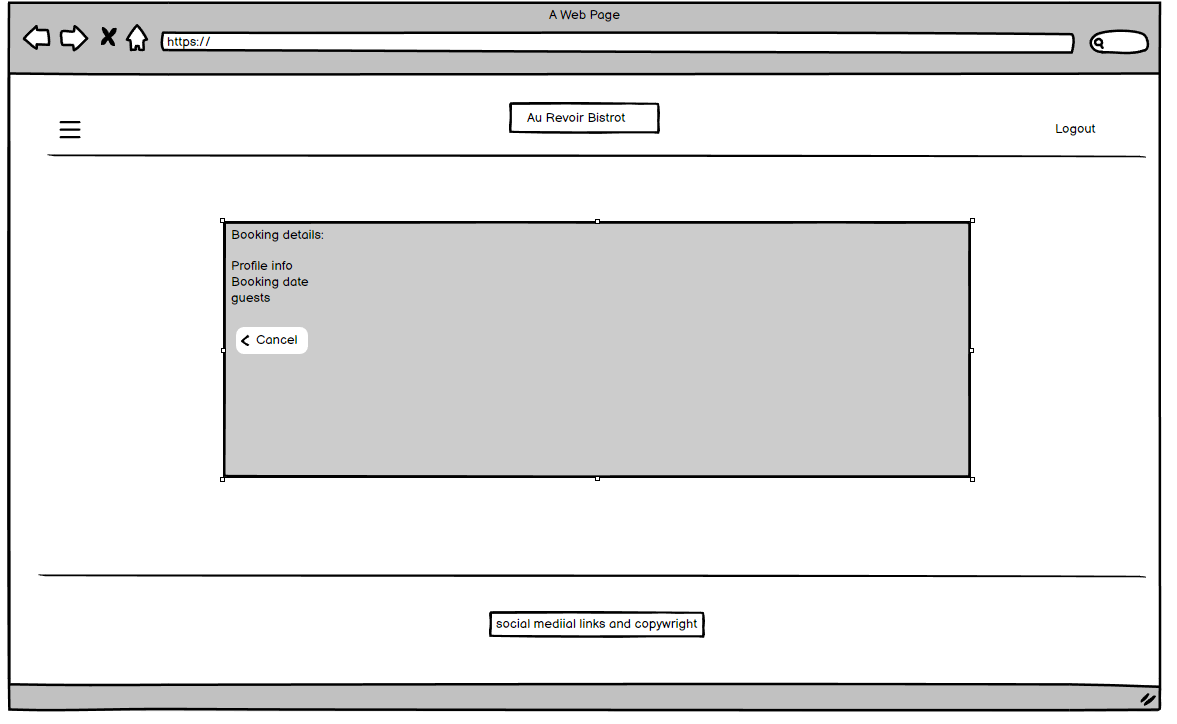 A Web Page
https://
Au Revoir Bistrot
Logout
Booking details:
Profile info
Booking date
guests
Cancel
social mediial links and copywright